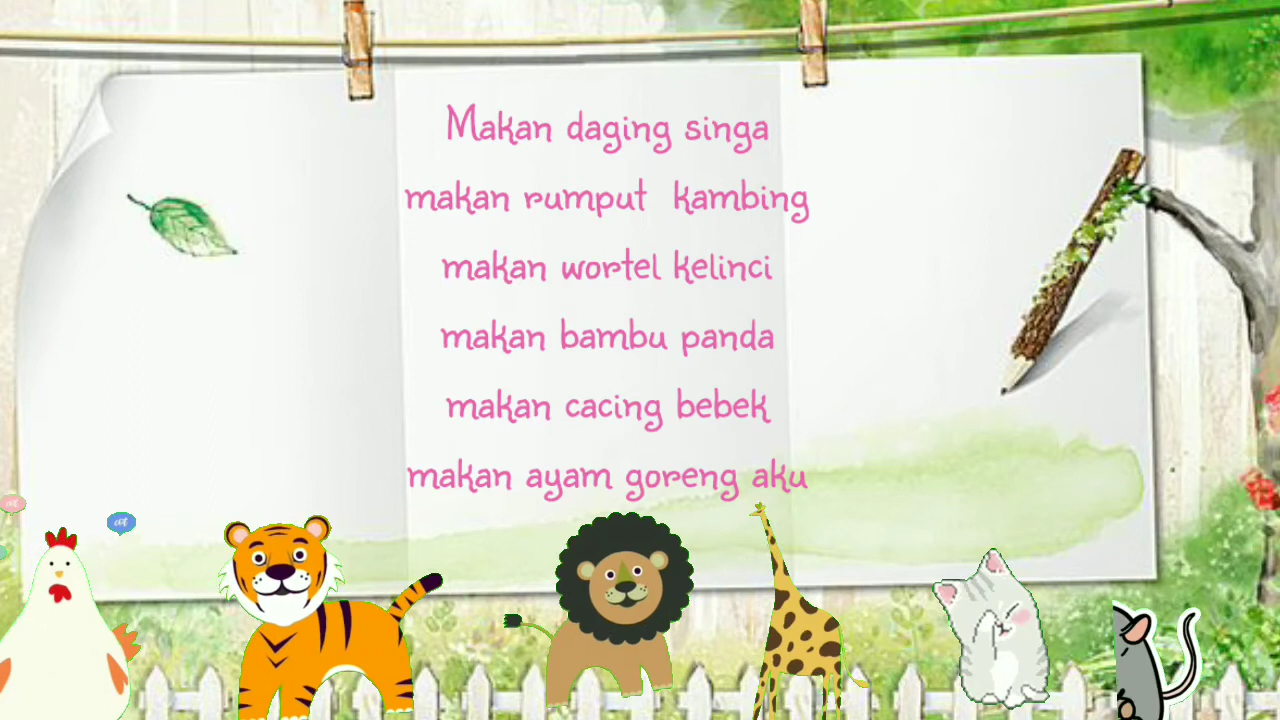 Makan daging singa
makan rumput kambing
makan wortel kelinci
makan bambu panda
makan cacing bebek
makan ayam goreng aku